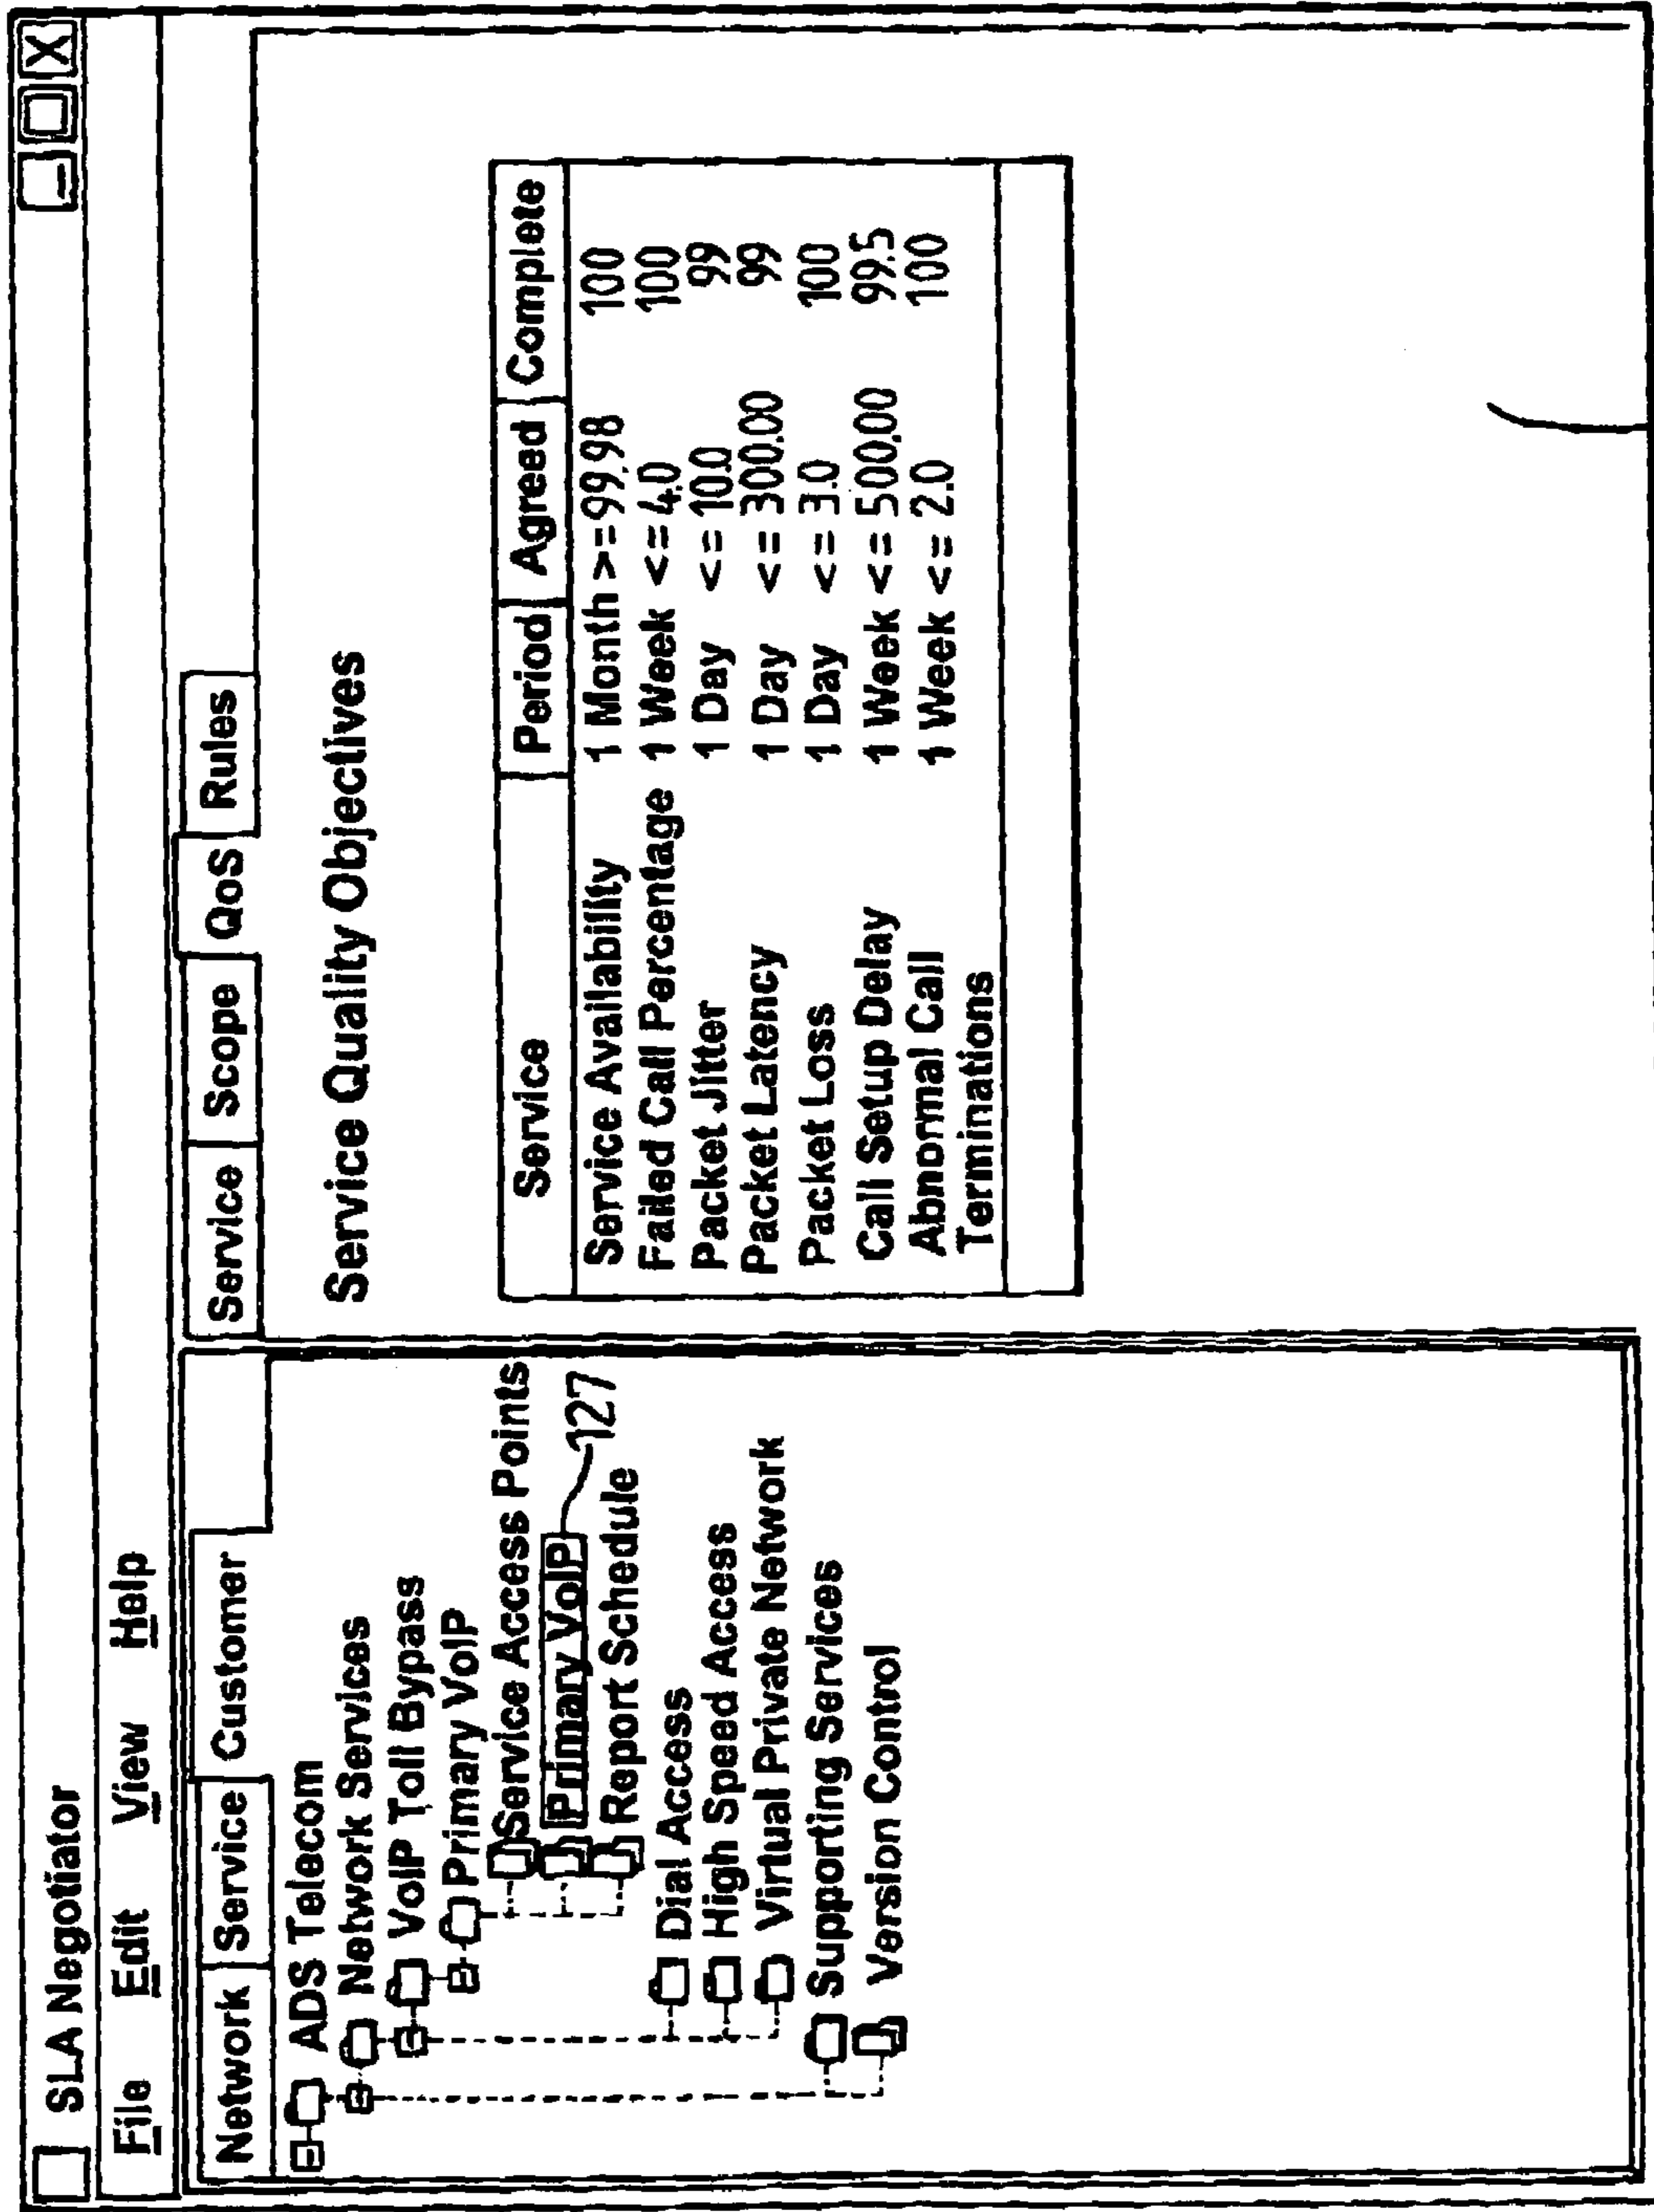 SLA Negotiator
File Edit View Help
Network Service Customer
ADS Telecom
Network Services
VoIP Toll Bypass
Primary VoIP
Service Access Points
Primary VoIP 127
Report Schedule
Dial Access
High Speed Access
Virtual Private Network
Supporting Services
Version Control
Service Scope QoS Rules
Service Quality Objectives
Service Period Agreed Complete
Service Availability 1 Month >=99.98 100
Failed Call Percentage 1 Week <=4.0 100
Packet Jitter 1 Day <=10.0 99
Packet Latency 1 Day <=300.00 99
Packet Loss 1 Day <=3.0 100
Call Setup Delay 1 Week <=500.00 99.5
Abnormal Call 1 Week <=2.0 100
Terminations